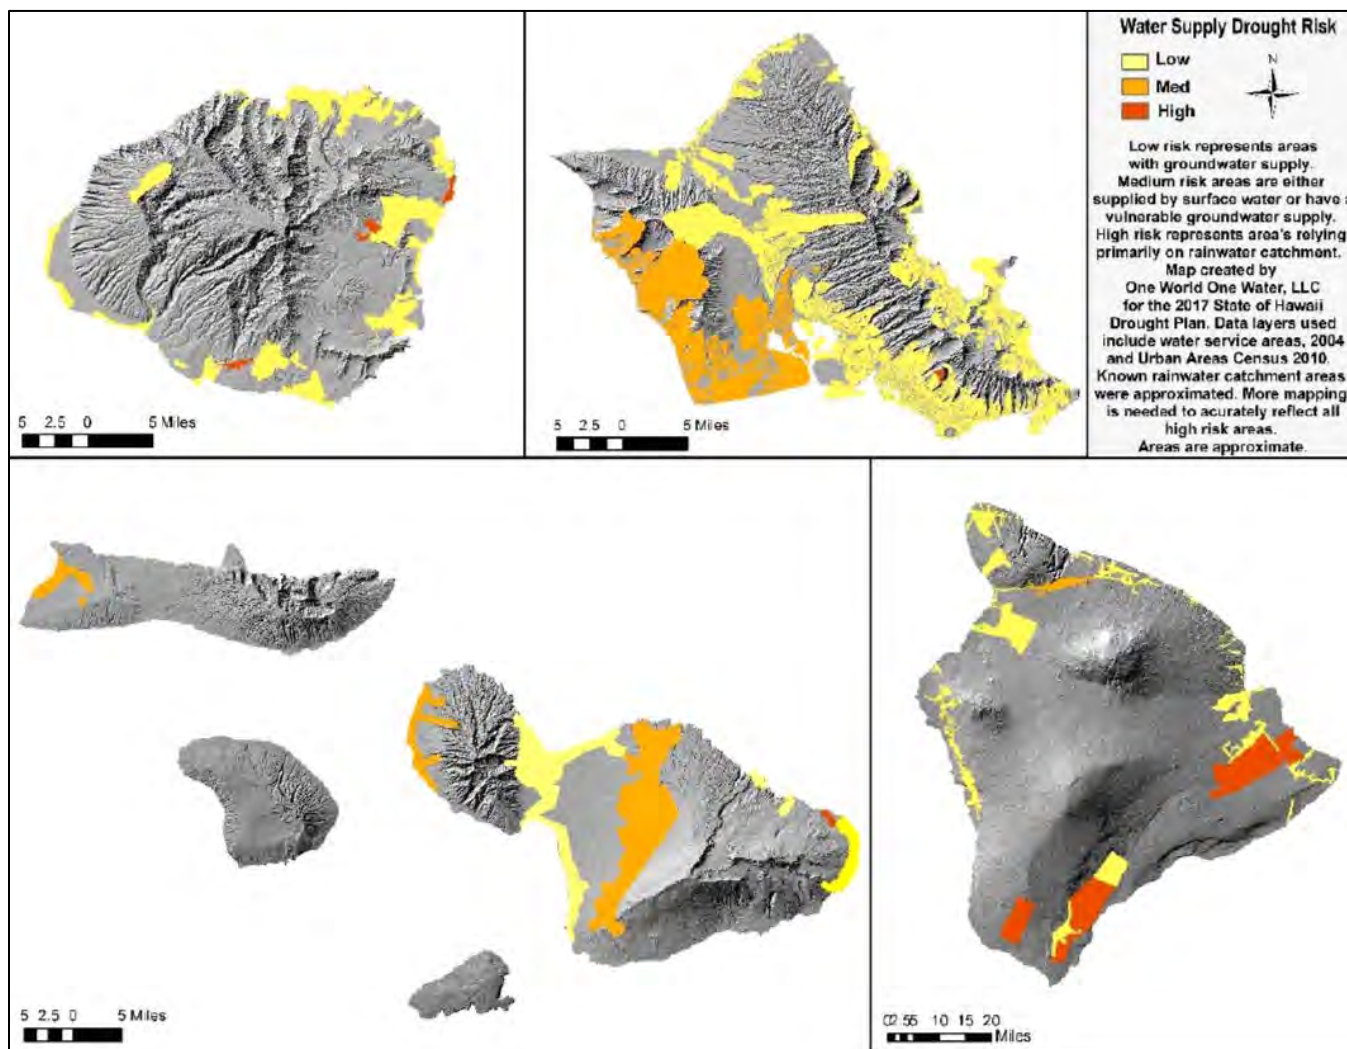 Water Supply Drought Risk
Low
Med
High
N
Low risk represents areas
with groundwater supply.
Medium risk areas are either
supplied by surface water or have a
vulnerable groundwater supply.
High risk represents area's relying
primarily on rainwater catchment.
Map created by
One World One Water, LLC
for the 2017 State of Hawaii
Drought Plan. Data layers used
include water service areas, 2004
and Urban Areas Census 2010.
Known rainwater catchment areas
were approximated. More mapping
is needed to acurately reflect all
high risk areas.
Areas are approximate.
5 2.5 0 5 Miles
5 2.5 0 5 Miles
5 2.5 0 5 Miles
02.55 10 15 20
Miles